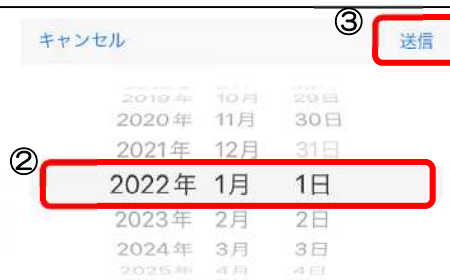 ③
キャンセル 送信
2019年 10月 29日
2020年 11月 30日
2021年 12月 31日
②
2022年 1月 1日
2023年 2月 2日
2024年 3月 3日
2025年 4月 4日